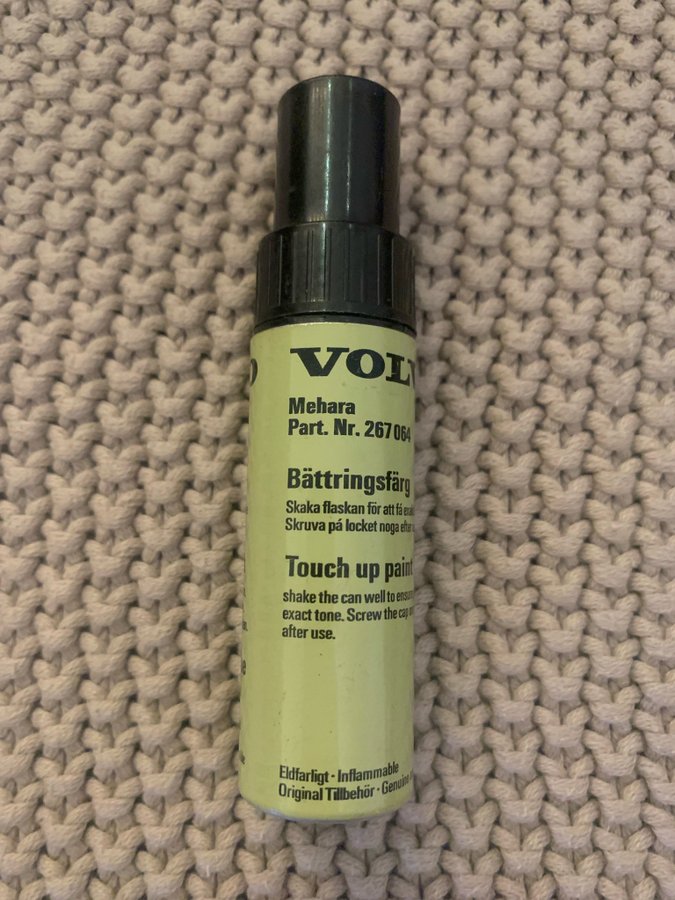 VOLV
Mehara
Part. Nr. 267 064
Bättringsfärg
Skaka flaskan för att få
Skruva på locket noga efter
Touch up paint
shake the can well to ensure
exact tone. Screw the cap
after use.
Eldfarligt · Inflammable
Original Tillbehör · Genuine